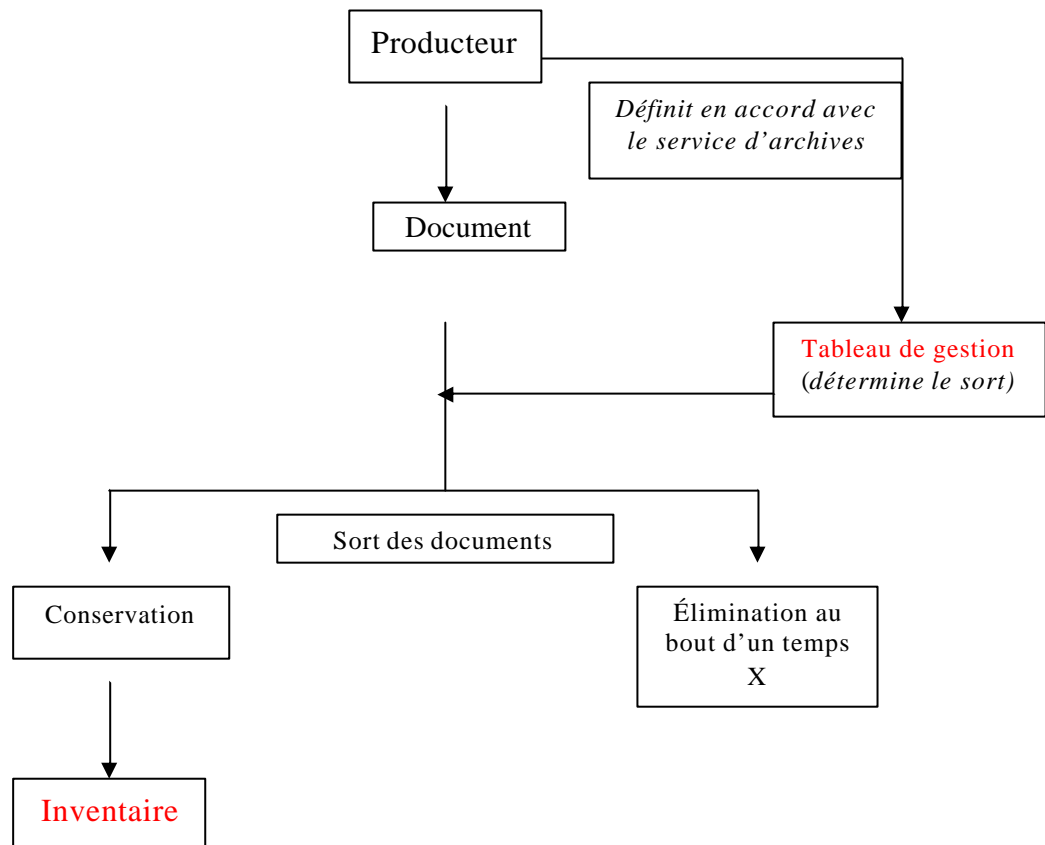 Producteur
Définit en accord avec
le service d'archives
Document
Tableau de gestion
(détermine le sort)
Sort des documents
Conservation
Élimination au
bout d'un temps
X
Inventaire